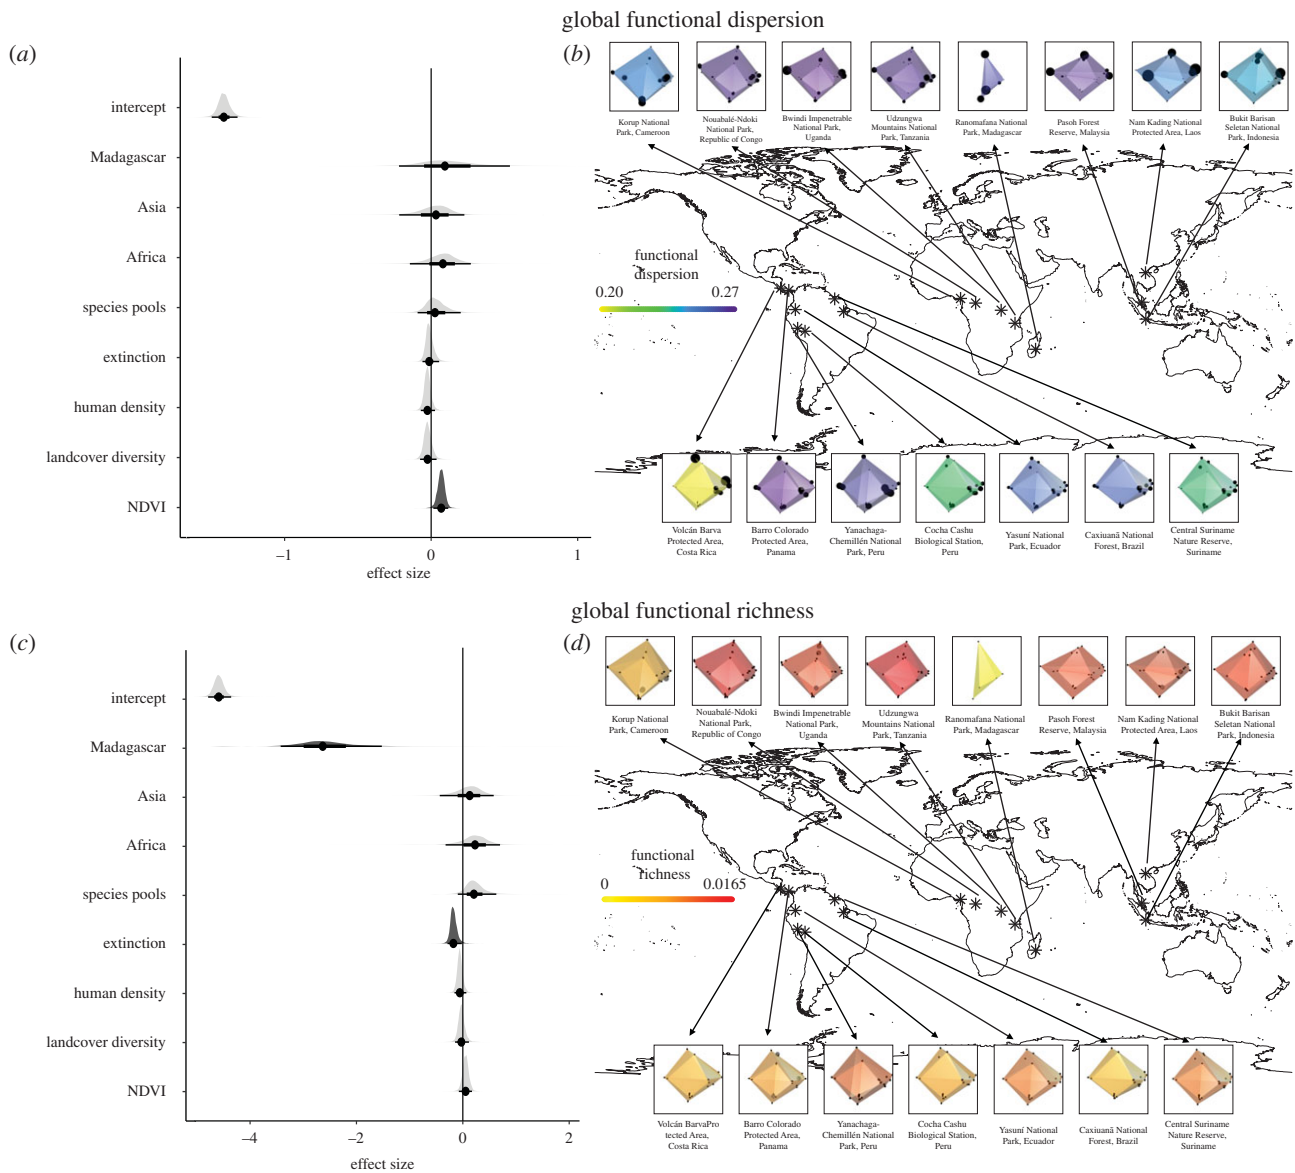 global functional dispersion
(a)
intercept
Madagascar
Asia
Africa
species pools
extinction
human density
landcover diversity
NDVI
–1
0
1
effect size
(b)
Korup National
Park, Cameroon
Nouabalé-Ndoki
National Park,
Republic of Congo
Bwindi Impenetrable
National Park,
Uganda
Udzungwa
Mountains National
Park, Tanzania
Ranomafana National
Park, Madagascar
Pasoh Forest
Reserve, Malaysia
Nam Kading National
Protected Area, Laos
Bukit Barisan
Seletan National
Park, Indonesia
functional
dispersion
0.20
0.27
Volcán Barva
Protected Area,
Costa Rica
Barro Colorado
Protected Area,
Panama
Yanachaga-
Chemillén National
Park, Peru
Cocha Cashu
Biological Station,
Peru
Yasuní National
Park, Ecuador
Caxiuanã National
Forest, Brazil
Central Suriname
Nature Reserve,
Suriname
global functional richness
(c)
intercept
Madagascar
Asia
Africa
species pools
extinction
human density
landcover diversity
NDVI
–4
–2
0
2
effect size
(d)
Korup National
Park, Cameroon
Nouabalé-Ndoki
National Park,
Republic of Congo
Bwindi Impenetrable
National Park,
Uganda
Udzungwa
Mountains National
Park, Tanzania
Ranomafana National
Park, Madagascar
Pasoh Forest
Reserve, Malaysia
Nam Kading National
Protected Area, Laos
Bukit Barisan
Seletan National
Park, Indonesia
functional
richness
0
0.0165
Volcán BarvaPro
tected Area,
Costa Rica
Barro Colorado
Protected Area,
Panama
Yanachaga-
Chemillén National
Park, Peru
Cocha Cashu
Biological Station,
Peru
Yasuní National
Park, Ecuador
Caxiuanã National
Forest, Brazil
Central Suriname
Nature Reserve,
Suriname